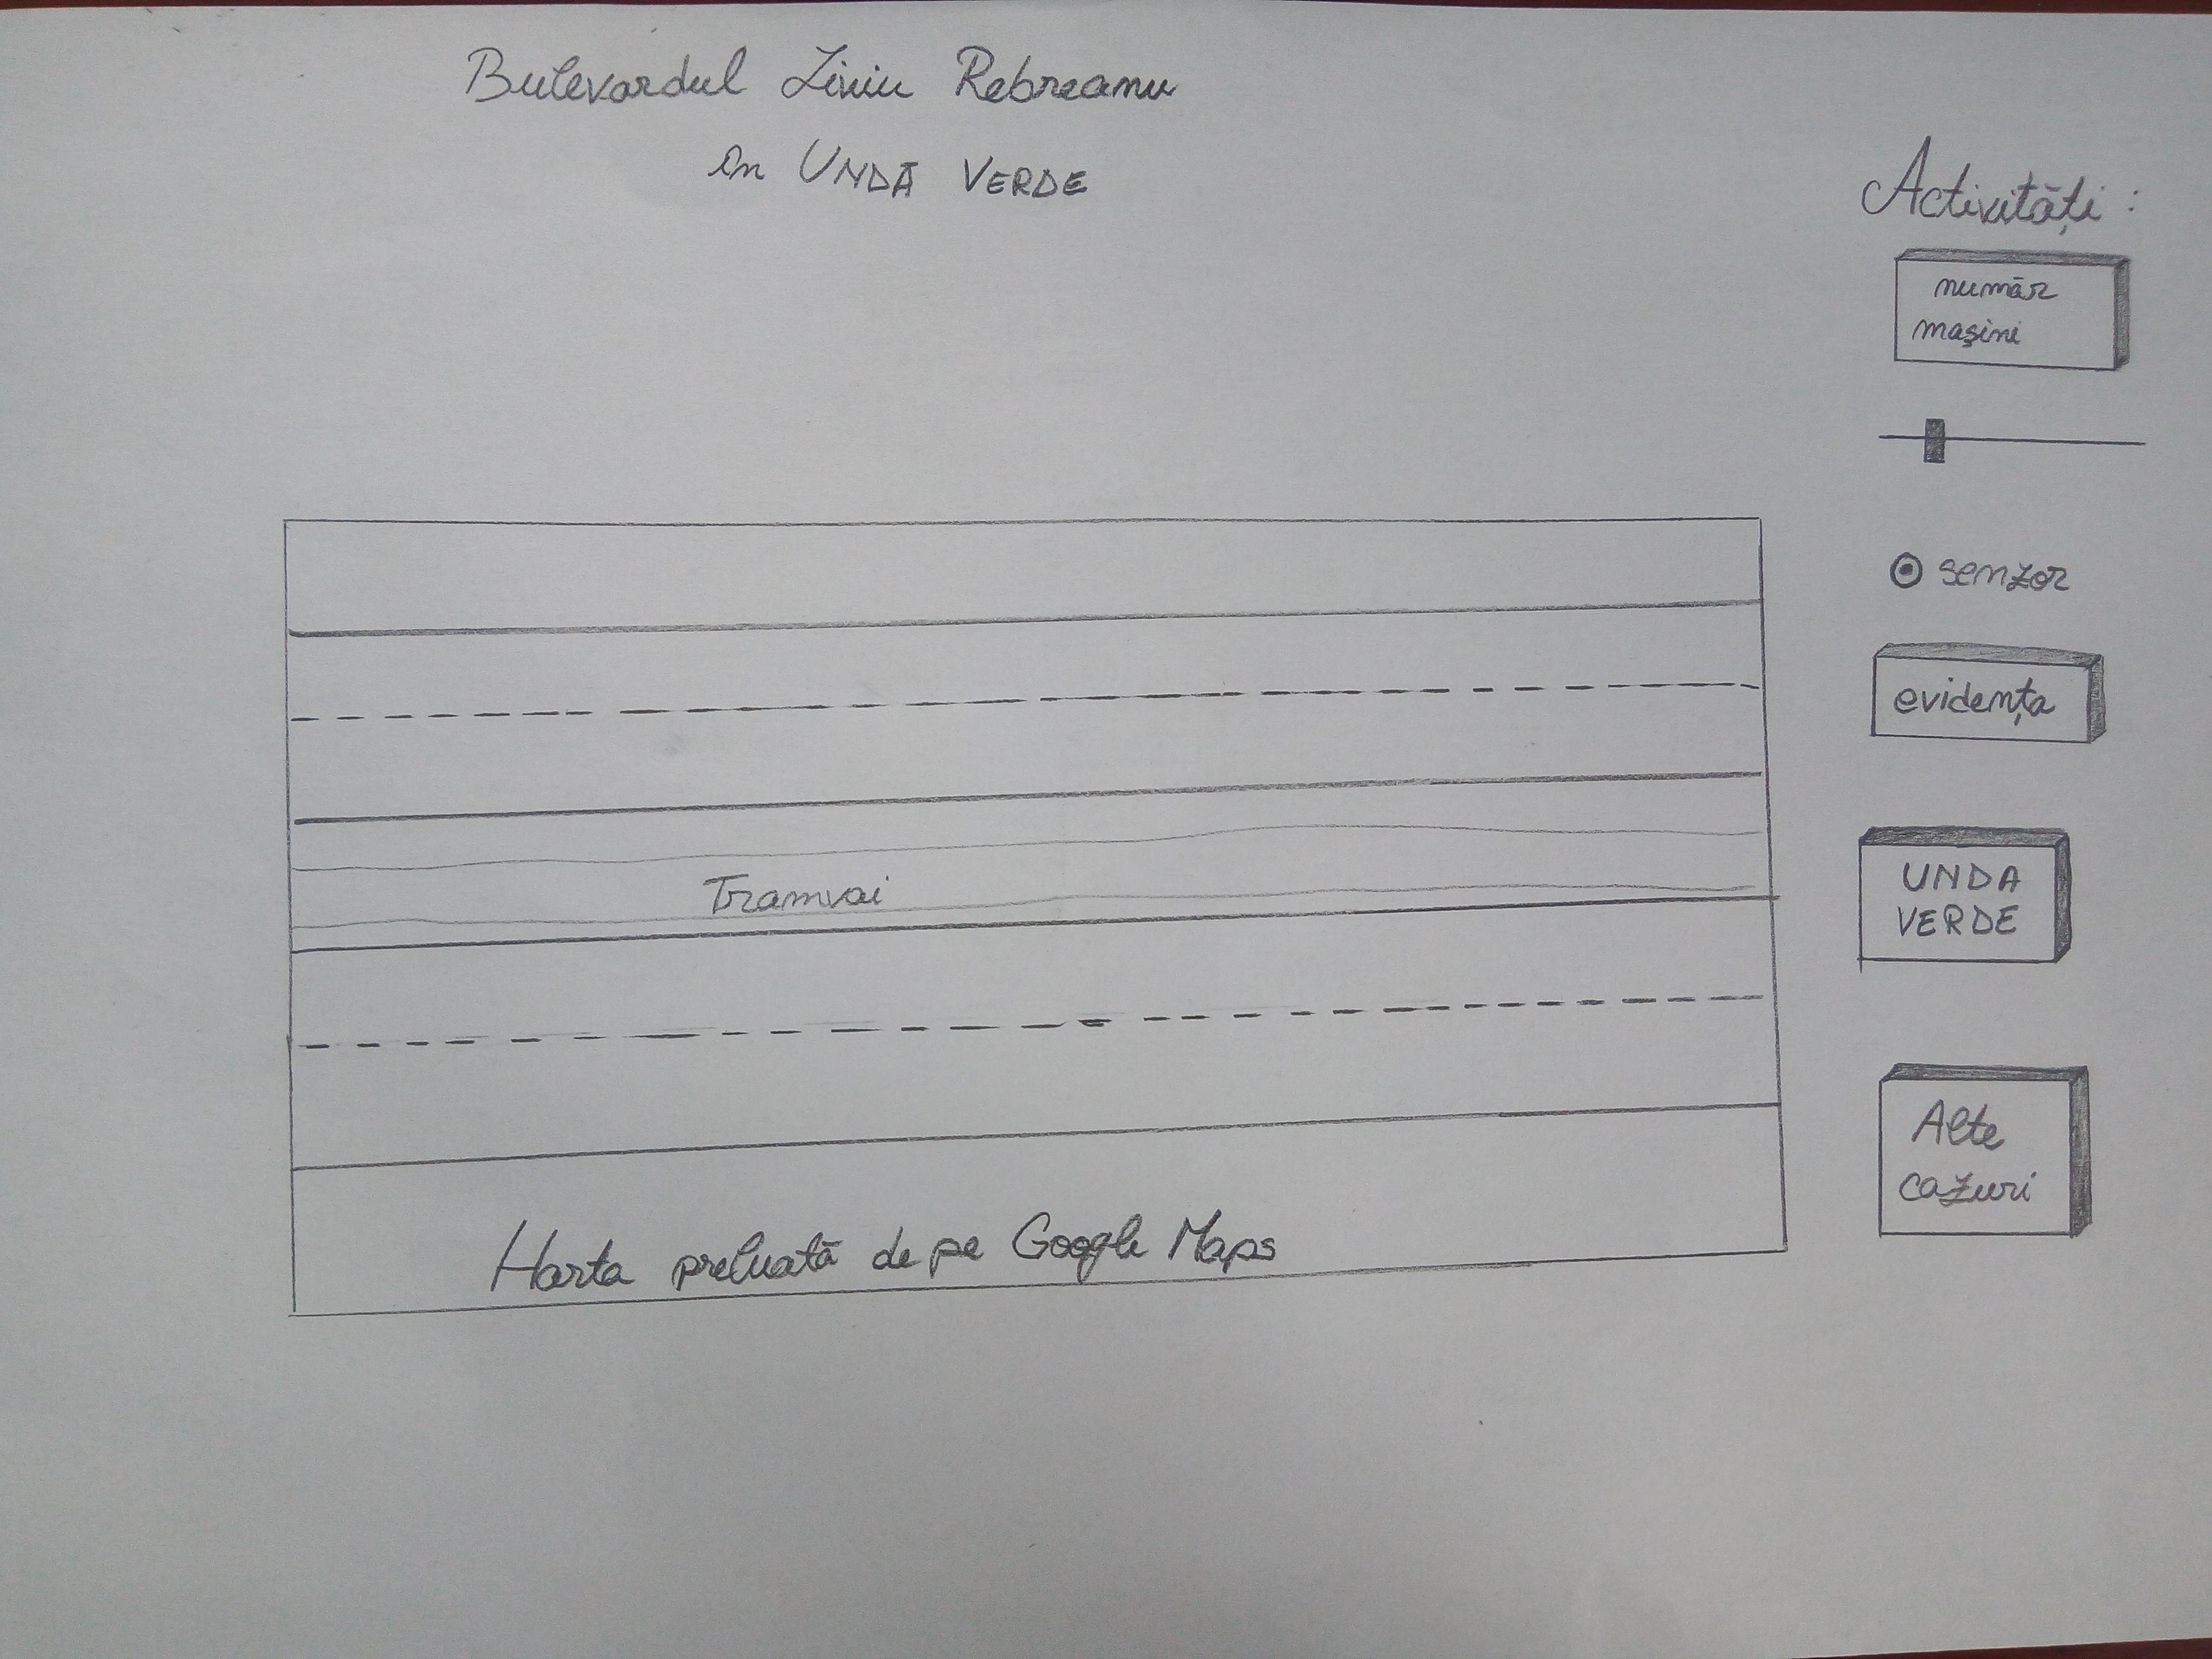 Bulevardul Liviu Rebreanu
în UNDĂ VERDE
Activități :
număr
mașini
senzor
evidența
UNDA
VERDE
Alte
cazuri
Tramvai
Harta preluată de pe Google Maps